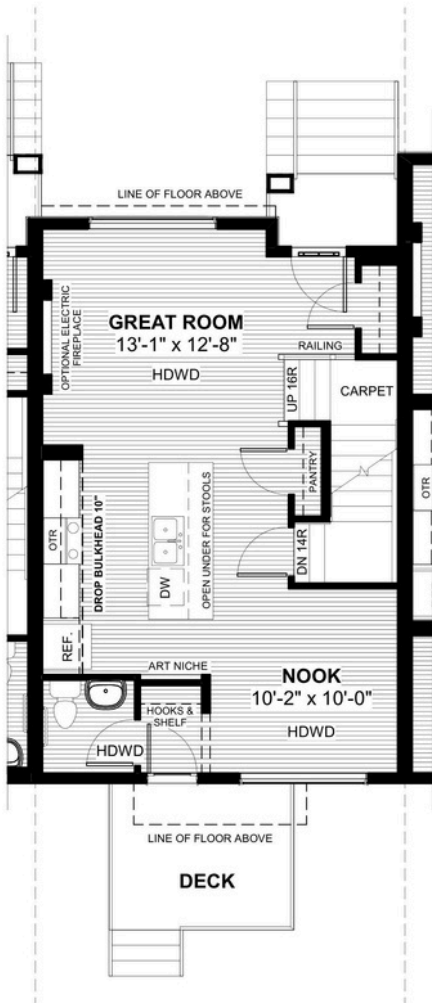 LINE OF FLOOR ABOVE
OPTIONAL ELECTRIC
FIREPLACE
GREAT ROOM
13'-1" x 12'-8"
HDWD
RAILING
UP 16R
CARPET
PANTRY
OTR
DROP BULKHEAD 10"
DW
OPEN UNDER FOR STOOLS
DN 14R
OTR
REF.
ART NICHE
NOOK
10'-2" x 10'-0"
HDWD
HOOKS &
SHELF
HDWD
LINE OF FLOOR ABOVE
DECK